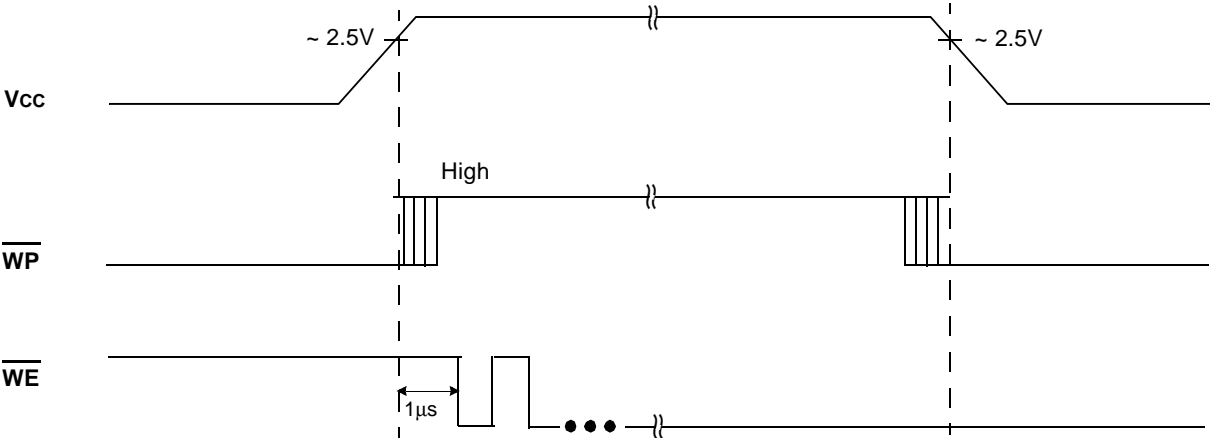 ~ 2.5V
~ 2.5V
Vcc
High
WP
WE
1μs